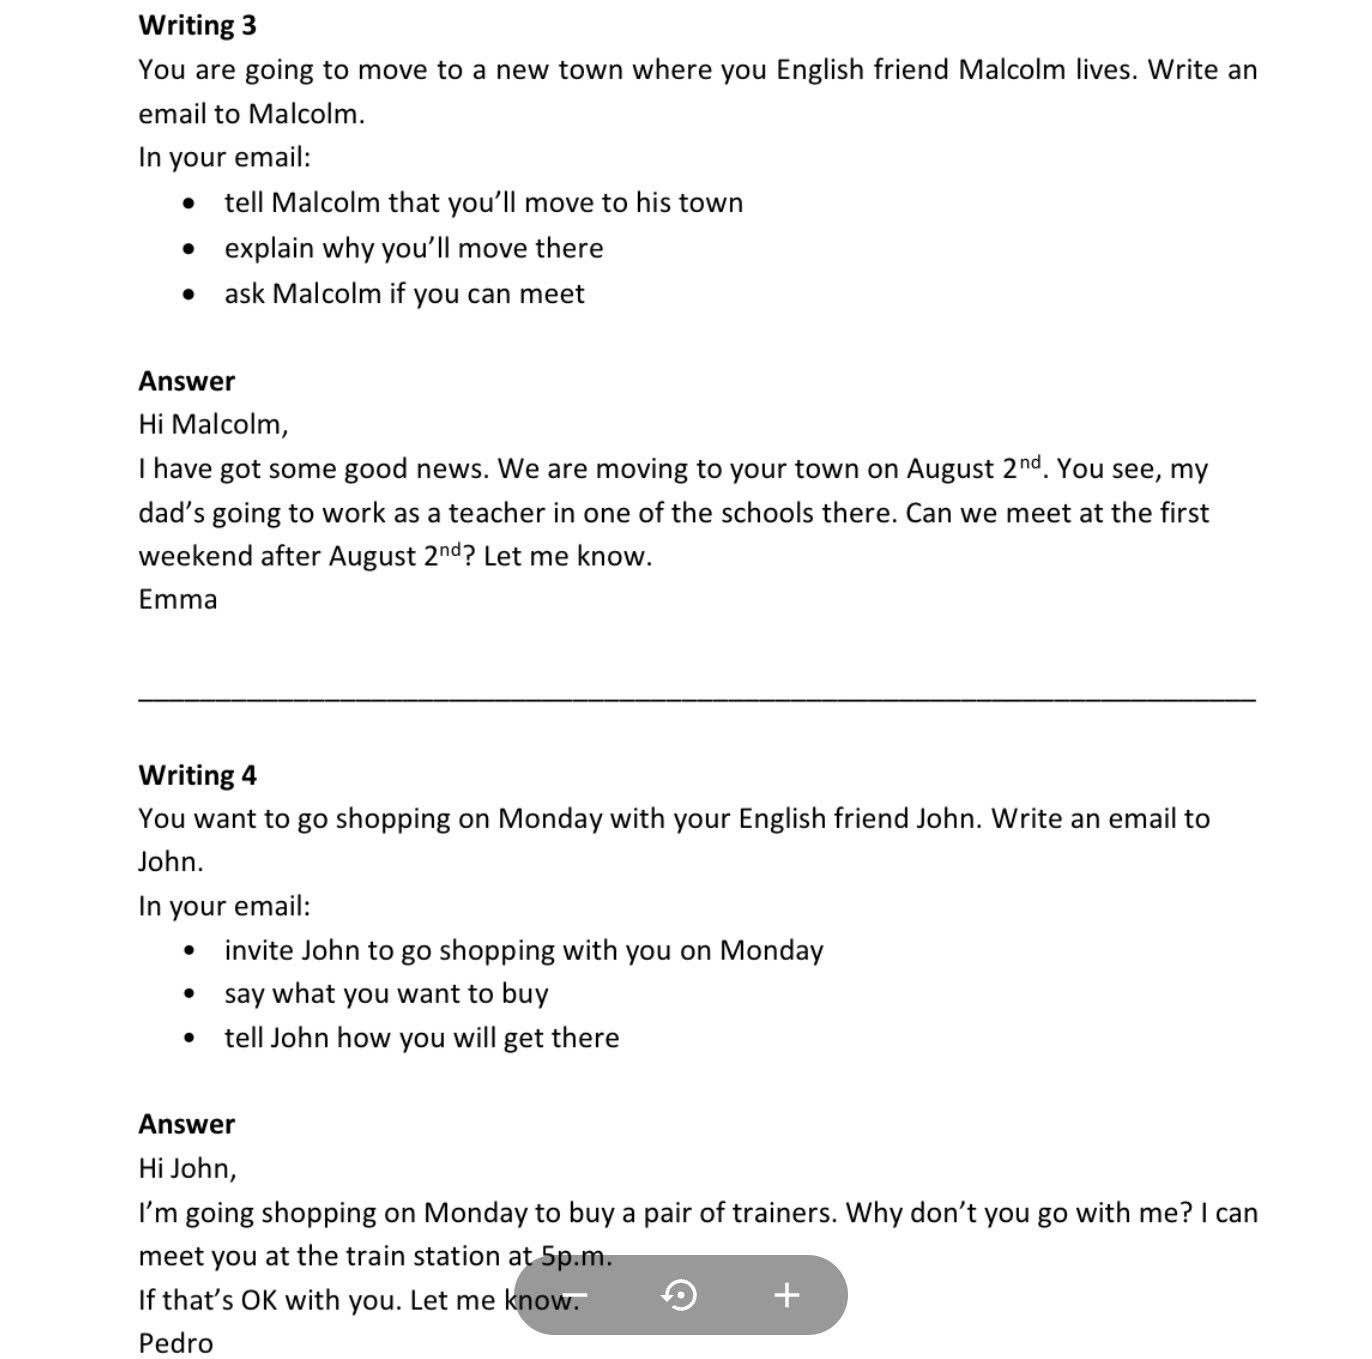 Writing 3
You are going to move to a new town where you English friend Malcolm lives. Write an
email to Malcolm.
In your email:
• tell Malcolm that you’ll move to his town
• explain why you’ll move there
• ask Malcolm if you can meet
Answer
Hi Malcolm,
I have got some good news. We are moving to your town on August 2nd. You see, my
dad’s going to work as a teacher in one of the schools there. Can we meet at the first
weekend after August 2nd? Let me know.
Emma
Writing 4
You want to go shopping on Monday with your English friend John. Write an email to
John.
In your email:
• invite John to go shopping with you on Monday
• say what you want to buy
• tell John how you will get there
Answer
Hi John,
I’m going shopping on Monday to buy a pair of trainers. Why don’t you go with me? I can
meet you at the train station at 5p.m.
If that’s OK with you. Let me know.
Pedro